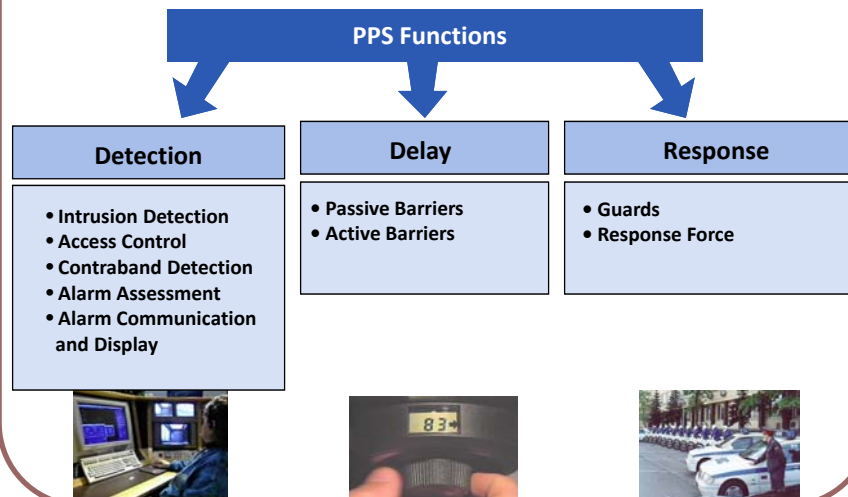 PPS Functions
Detection
• Intrusion Detection
• Access Control
• Contraband Detection
• Alarm Assessment
• Alarm Communication
and Display
Delay
• Passive Barriers
• Active Barriers
Response
• Guards
• Response Force
83